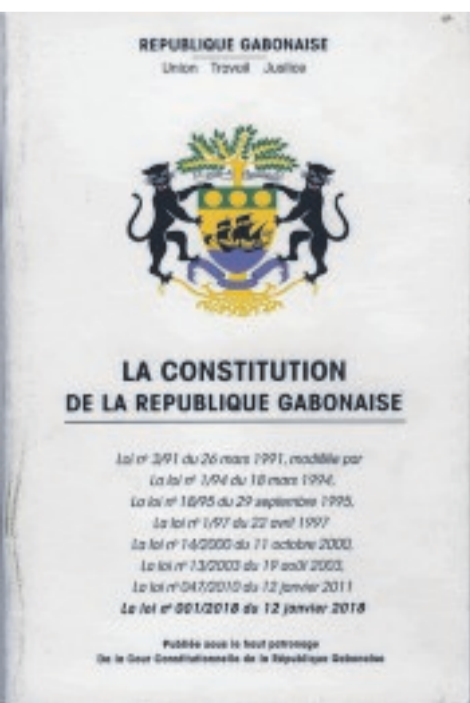 REPUBLIQUE GABONAISE
Union Travail Justice
LA CONSTITUTION
DE LA REPUBLIQUE GABONAISE
Loi n° 3/91 du 26 mars 1991, modifiée par
La loi n° 1/94 du 18 mars 1994,
La loi n° 18/95 du 29 septembre 1995,
La loi n° 1/97 du 22 avril 1997
La loi n° 14/2000 du 11 octobre 2000,
La loi n° 13/2003 du 19 août 2003,
La loi n° 047/2010 du 12 janvier 2011
La loi n° 001/2018 du 12 janvier 2018
Publiée sous le haut patronage
De la Cour Constitutionnelle de la République Gabonaise